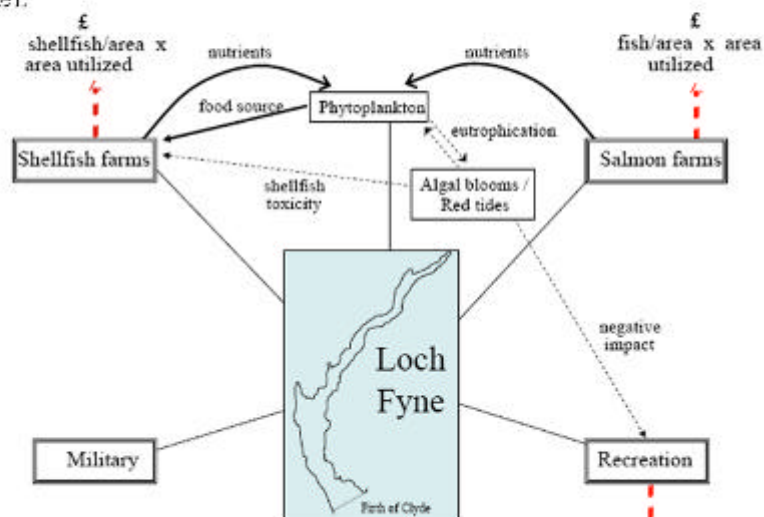 £
shellfish/area x
area utilized
£
fish/area x area
utilized
nutrients
nutrients
food source
Phytoplankton
eutrophication
Shellfish farms
Salmon farms
shellfish
toxicity
Algal blooms /
Red tides
negative
impact
Loch
Fyne
Military
Recreation
Firth of Clyde